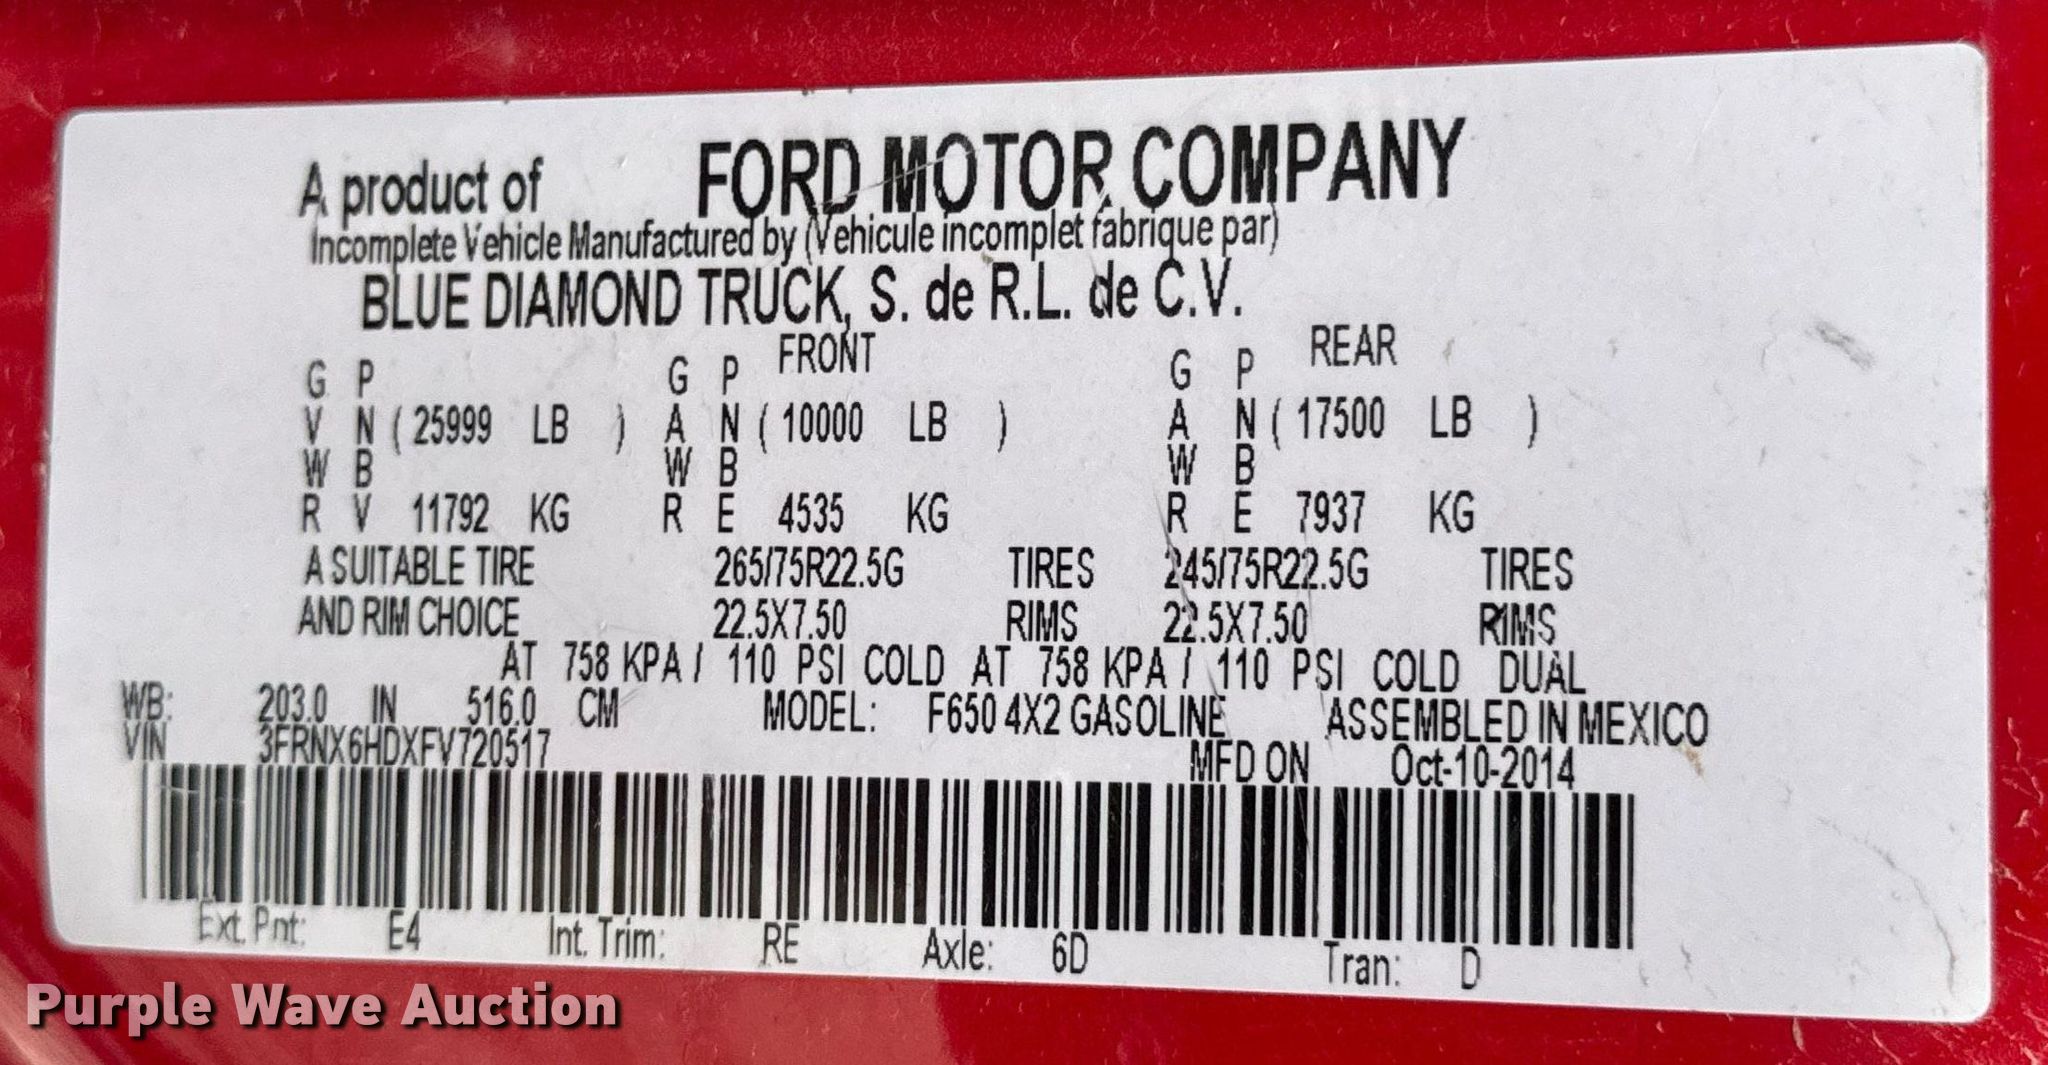 A product of FORD MOTOR COMPANY
Incomplete Vehicle Manufactured by (Vehicule incomplet fabrique par)
BLUE DIAMOND TRUCK, S. de R.L. de C.V.
FRONT REAR
G P G P G P
V N ( 25999 LB ) A N ( 10000 LB ) A N ( 17500 LB )
W B W B W B
R V 11792 KG R E 4535 KG R E 7937 KG
A SUITABLE TIRE 265/75R22.5G TIRES 245/75R22.5G TIRES
AND RIM CHOICE 22.5X7.50 RIMS 22.5X7.50 RIMS
AT 758 KPA / 110 PSI COLD AT 758 KPA / 110 PSI COLD DUAL
WB: 203.0 IN 516.0 CM MODEL: F650 4X2 GASOLINE ASSEMBLED IN MEXICO
VIN 3FRNX6HDXFV720517 MFD ON Oct-10-2014
Ext. Pnt: E4 Int. Trim: RE Axle: 6D Tran: D
Purple Wave Auction